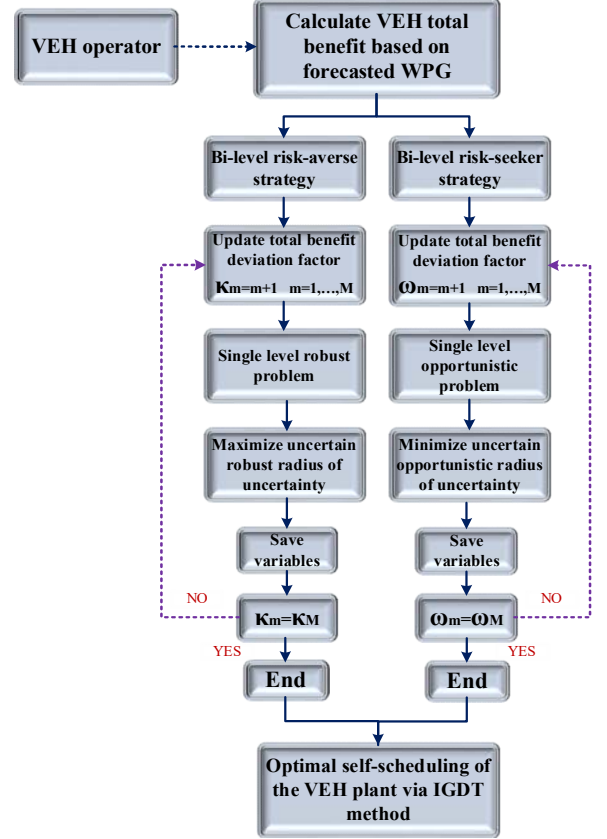 VEH operator
Calculate VEH total
benefit based on
forecasted WPG
Bi-level risk-averse
strategy
Bi-level risk-seeker
strategy
Update total benefit
deviation factor
κm=m+1 m=1,...,M
Update total benefit
deviation factor
ωm=m+1 m=1,...,M
Single level robust
problem
Single level
opportunistic
problem
Maximize uncertain
robust radius of
uncertainty
Minimize uncertain
opportunistic radius
of uncertainty
Save
variables
Save
variables
NO
κm=κM
YES
NO
ωm=ωM
YES
End
End
Optimal self-scheduling of
the VEH plant via IGDT
method